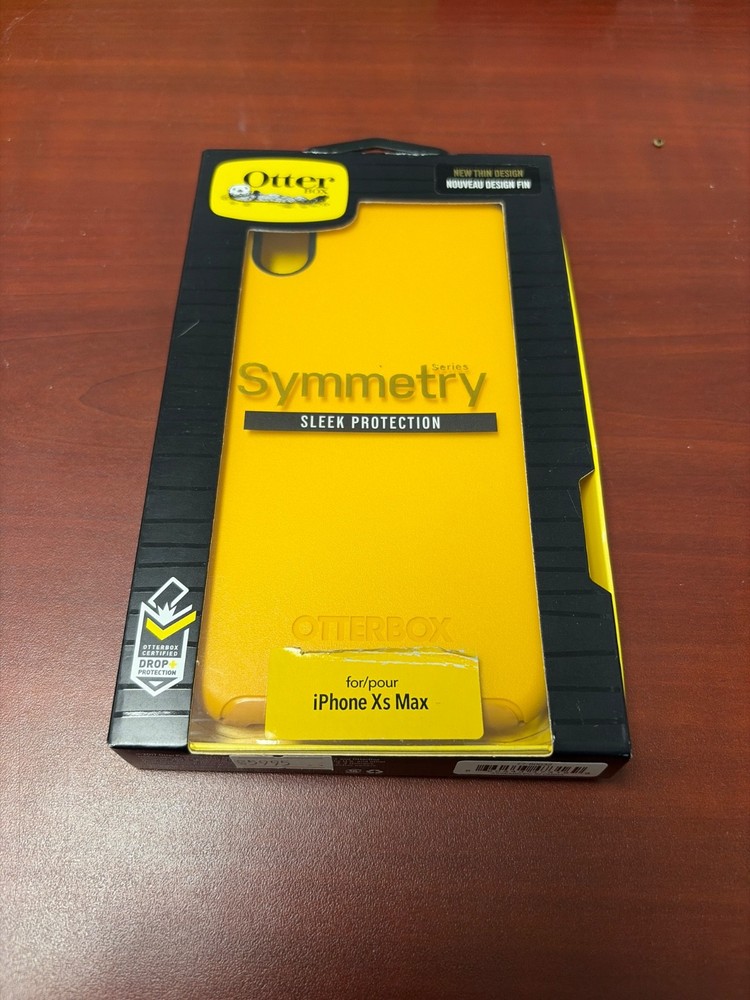 Otter
BOX
NEW THIN DESIGN
NOUVEAU DESIGN FIN
Symmetry
Series
SLEEK PROTECTION
OTTERBOX
OTTERBOX
CERTIFIED
DROP+
PROTECTION
for/pour
iPhone Xs Max